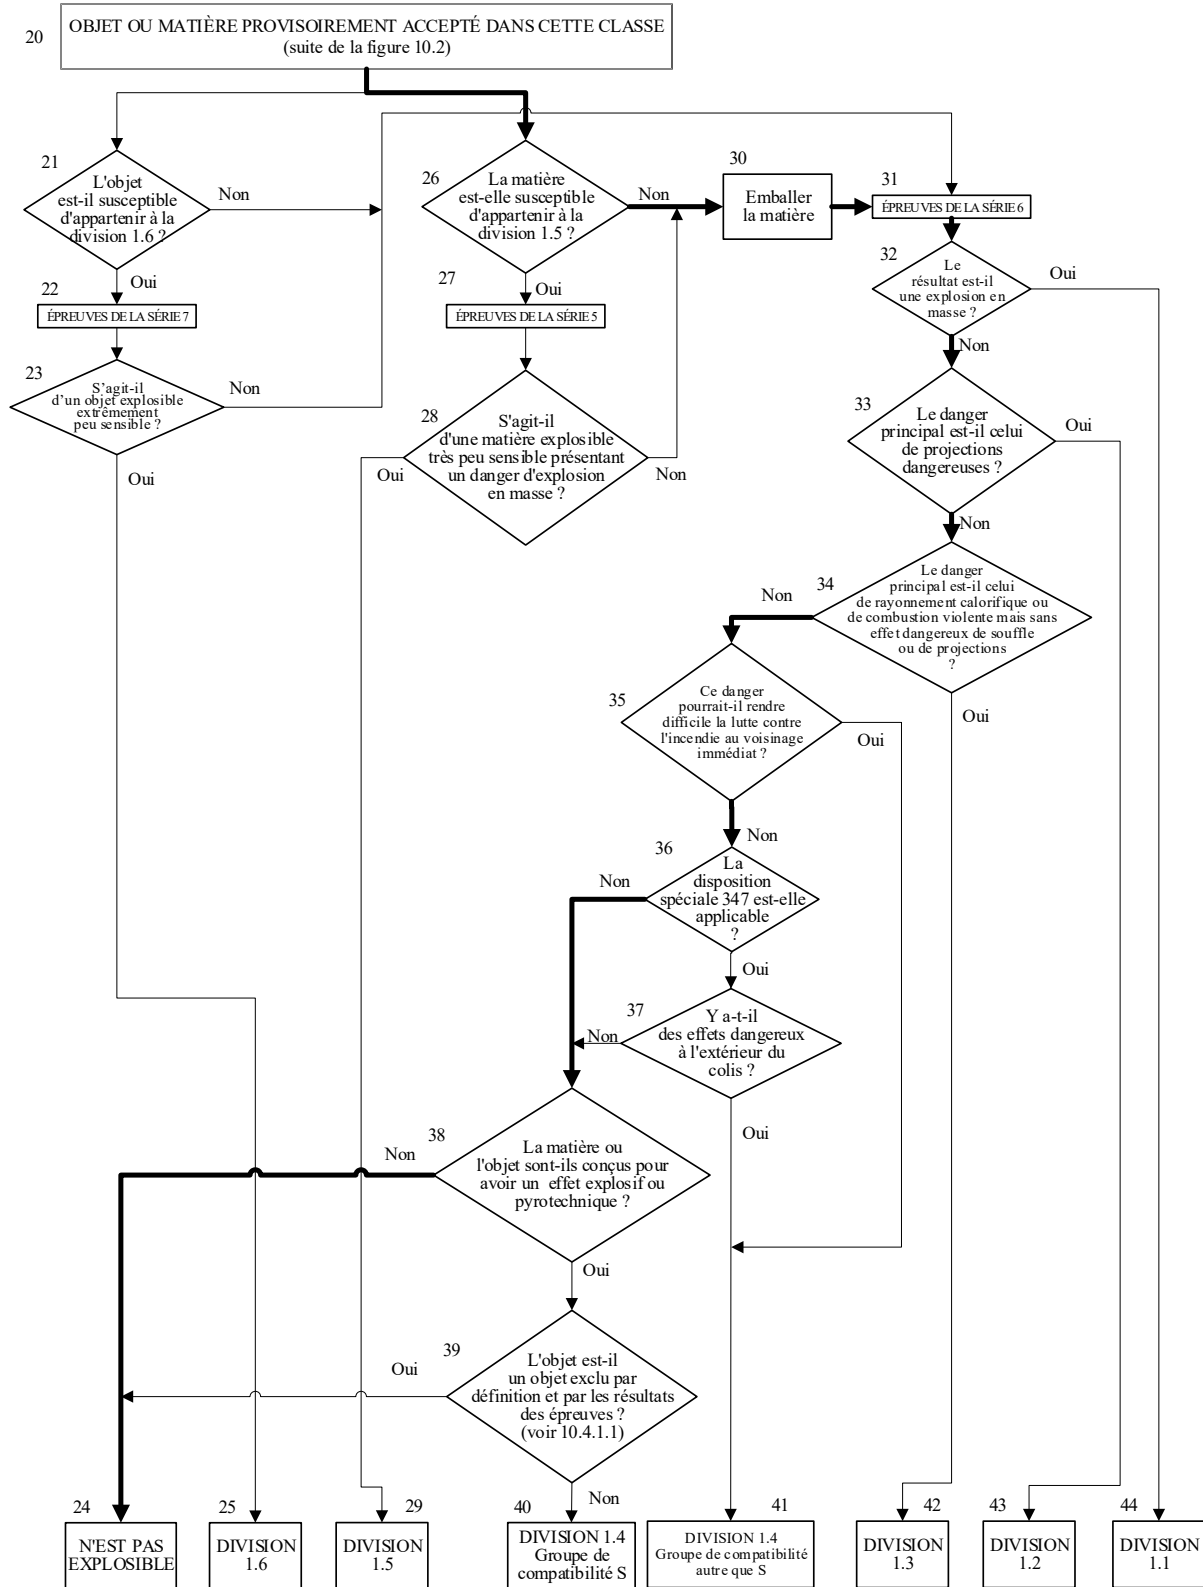 20
OBJET OU MATIÈRE PROVISOIREMENT ACCEPTÉ DANS CETTE CLASSE
(suite de la figure 10.2)
21
L'objet
est-il susceptible
d'appartenir à la
division 1.6 ?
Non
Oui
22
ÉPREUVES DE LA SÉRIE 7
23
S'agit-il
d’un objet explosible
extrêmement
peu sensible ?
Non
Oui
26
La matière
est-elle susceptible
d'appartenir à la
division 1.5 ?
Non
Oui
27
ÉPREUVES DE LA SÉRIE 5
28
S'agit-il
d'une matière explosible
très peu sensible présentant
un danger d'explosion
en masse ?
Oui
Non
30
Emballer
la matière
31
ÉPREUVES DE LA SÉRIE 6
32
Le
résultat est-il
une explosion en
masse ?
Oui
Non
33
Le danger
principal est-il celui
de projections
dangereuses ?
Oui
Non
34
Le danger
principal est-il celui
de rayonnement calorifique ou
de combustion violente mais sans
effet dangereux de souffle
ou de projections
?
Non
Oui
35
Ce danger
pourrait-il rendre
difficile la lutte contre
l'incendie au voisinage
immédiat ?
Oui
Non
36
La
disposition
spéciale 347 est-elle
applicable
?
Non
Oui
37
Y a-t-il
des effets dangereux
à l'extérieur du
colis ?
Non
Oui
38
La matière ou
l'objet sont-ils conçus pour
avoir un effet explosif ou
pyrotechnique ?
Non
Oui
39
L'objet est-il
un objet exclu par
définition et par les résultats
des épreuves ?
(voir 10.4.1.1)
Oui
Non
24
N'EST PAS
EXPLOSIBLE
25
DIVISION
1.6
29
DIVISION
1.5
40
DIVISION 1.4
Groupe de
compatibilité S
41
DIVISION 1.4
Groupe de compatibilité
autre que S
42
DIVISION
1.3
43
DIVISION
1.2
44
DIVISION
1.1